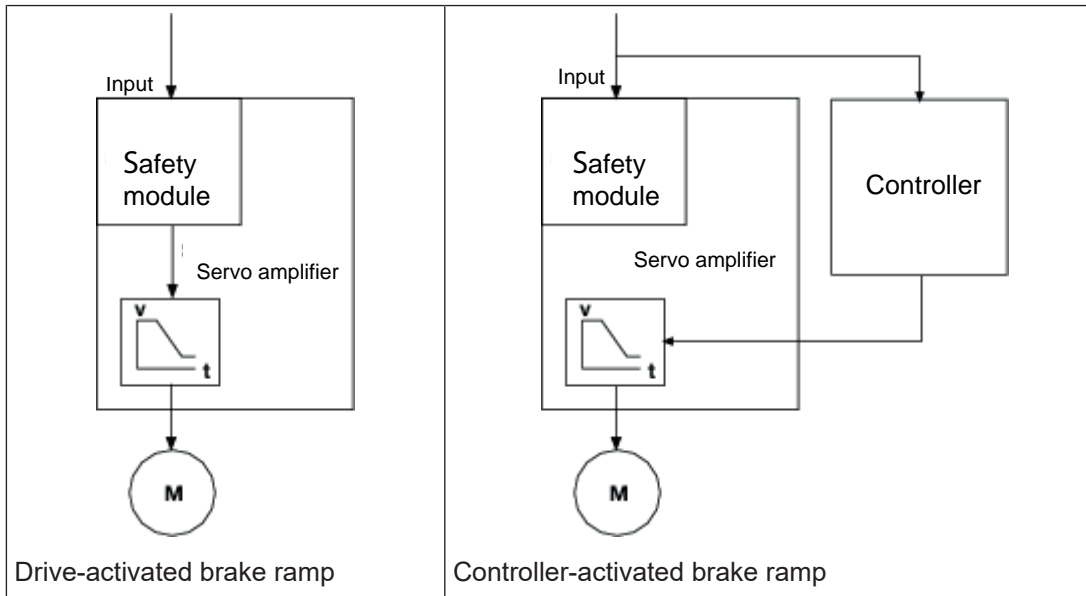 Input
Safety
module
Servo amplifier
v
t
M
Drive-activated brake ramp
Input
Safety
module
Controller
Servo amplifier
v
t
M
Controller-activated brake ramp